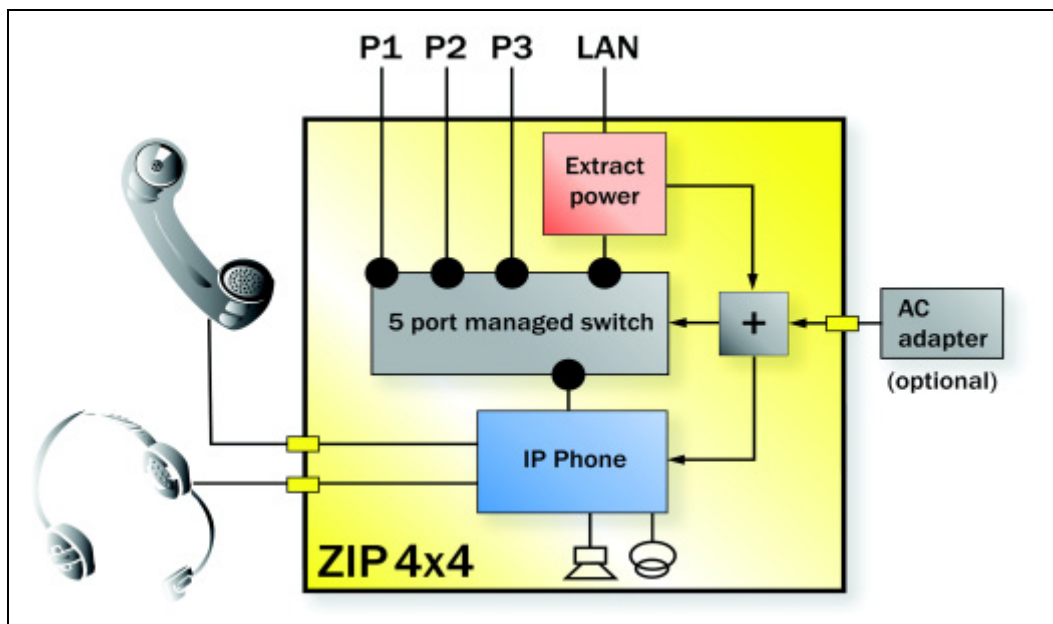 P1 P2 P3 LAN
Extract
power
5 port managed switch
+
AC
adapter
(optional)
IP Phone
ZIP 4x4